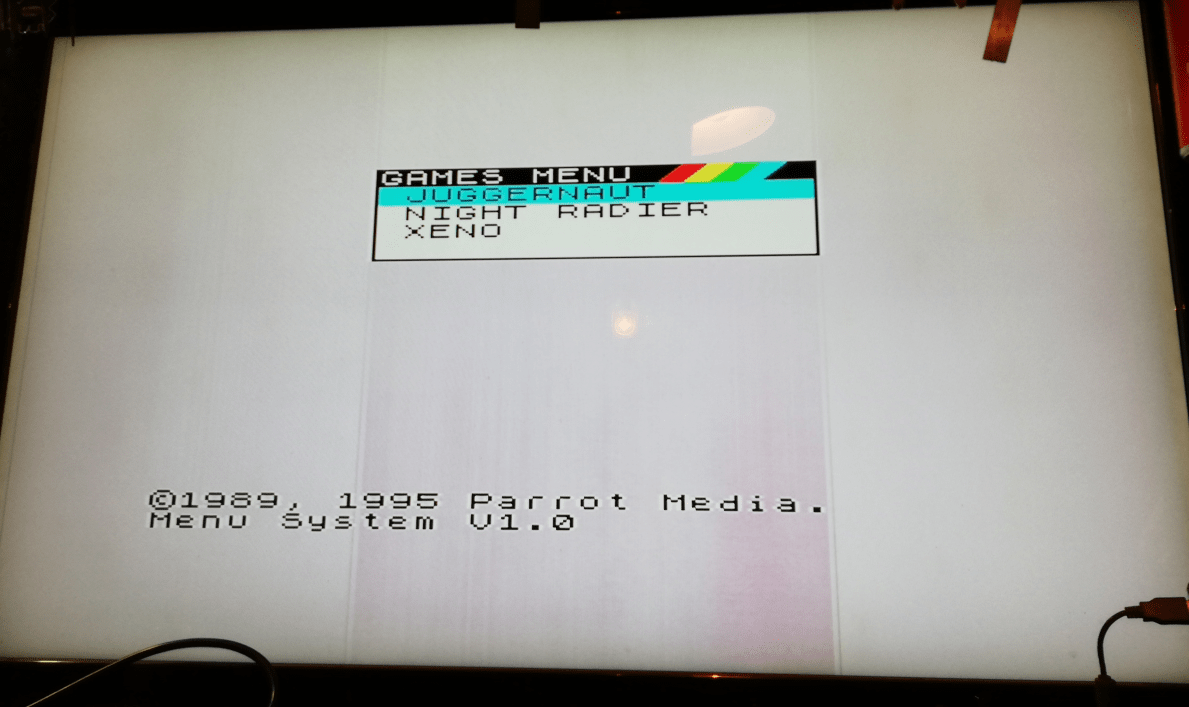 GAMES MENU
JUGGERNAUT
NIGHT RADIER
XENO
©1989, 1995 Parrot Media.
Menu System V1.0